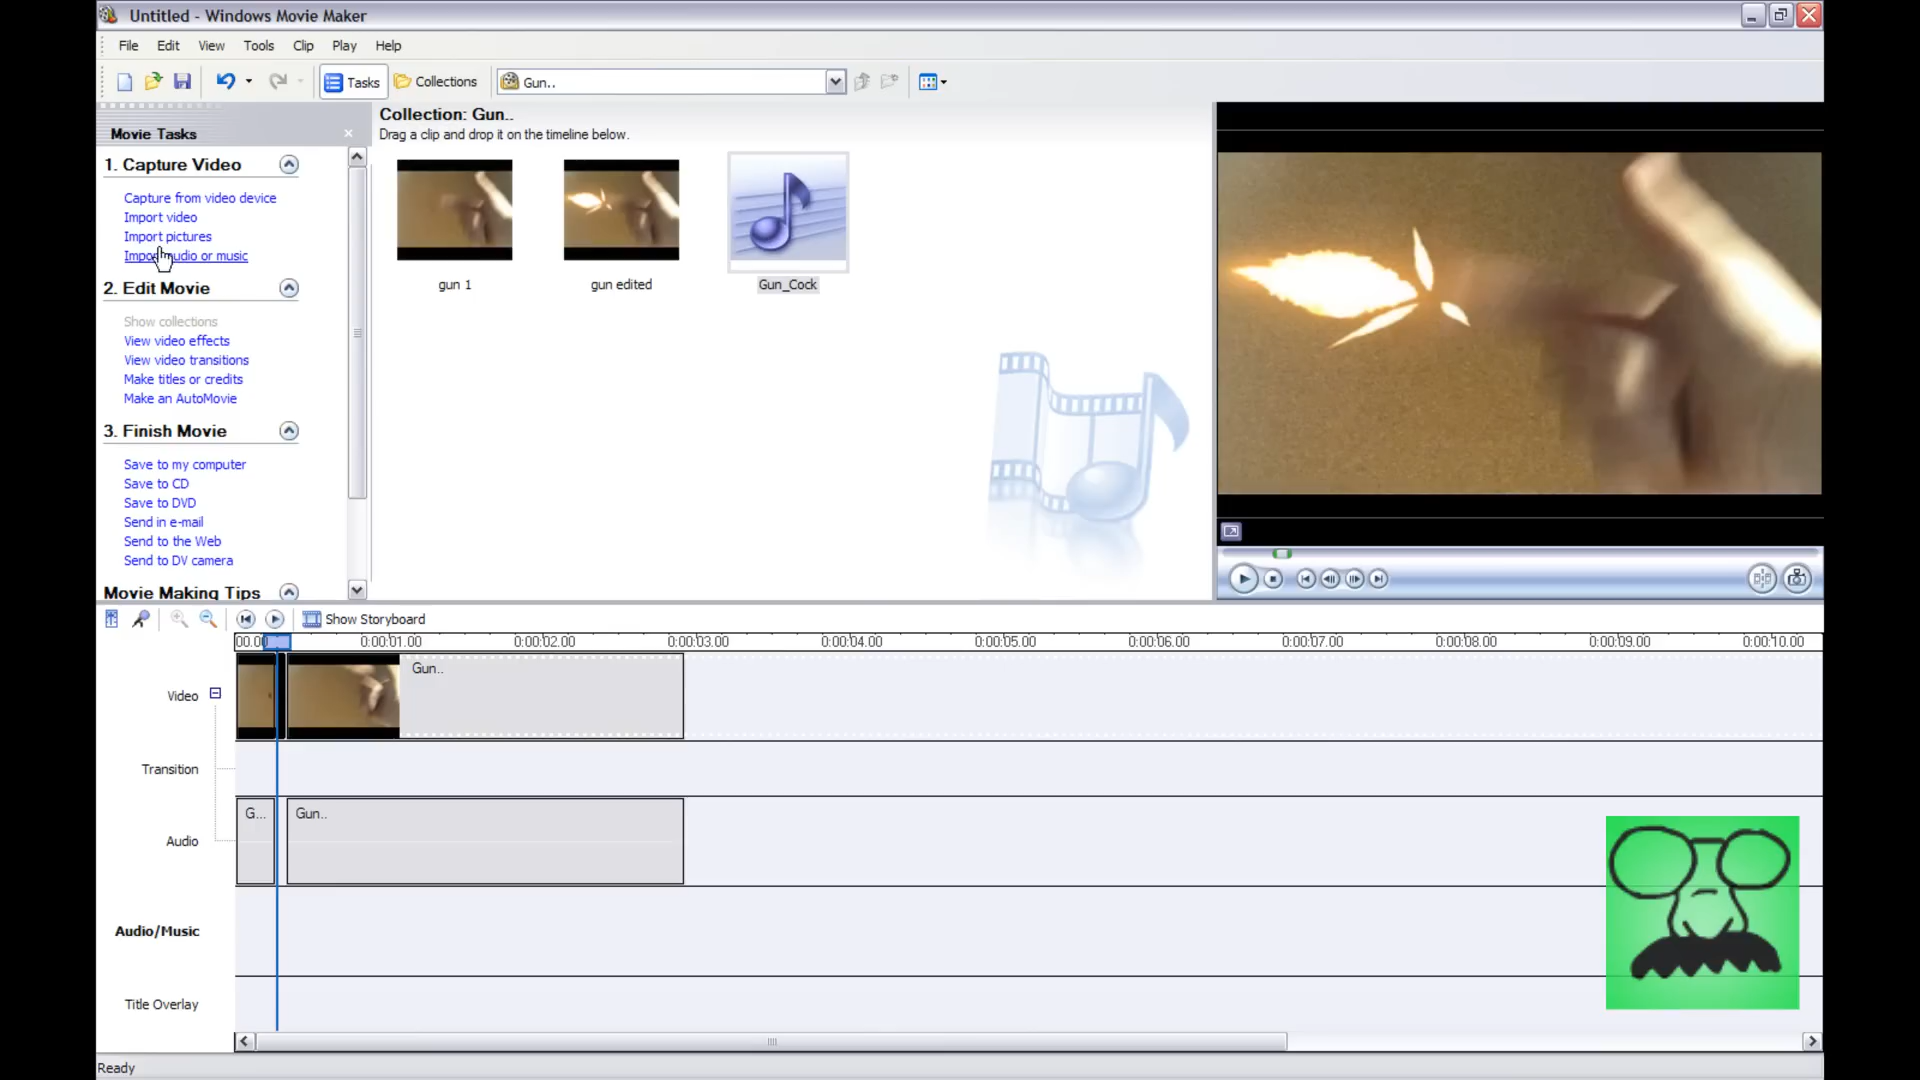 Untitled - Windows Movie Maker
File Edit View Tools Clip Play Help
Tasks Collections Gun..
Movie Tasks
1. Capture Video
Capture from video device
Import video
Import pictures
Import audio or music
2. Edit Movie
Show collections
View video effects
View video transitions
Make titles or credits
Make an AutoMovie
3. Finish Movie
Save to my computer
Save to CD
Save to DVD
Send in e-mail
Send to the Web
Send to DV camera
Movie Making Tips
Collection: Gun..
Drag a clip and drop it on the timeline below.
gun 1 gun edited Gun_Cock
Show Storyboard
00.00 0:00:01.00 0:00:02.00 0:00:03.00 0:00:04.00 0:00:05.00 0:00:06.00 0:00:07.00 0:00:08.00 0:00:09.00 0:00:10.00
Video Gun..
Transition
Audio G... Gun..
Audio/Music
Title Overlay
Ready